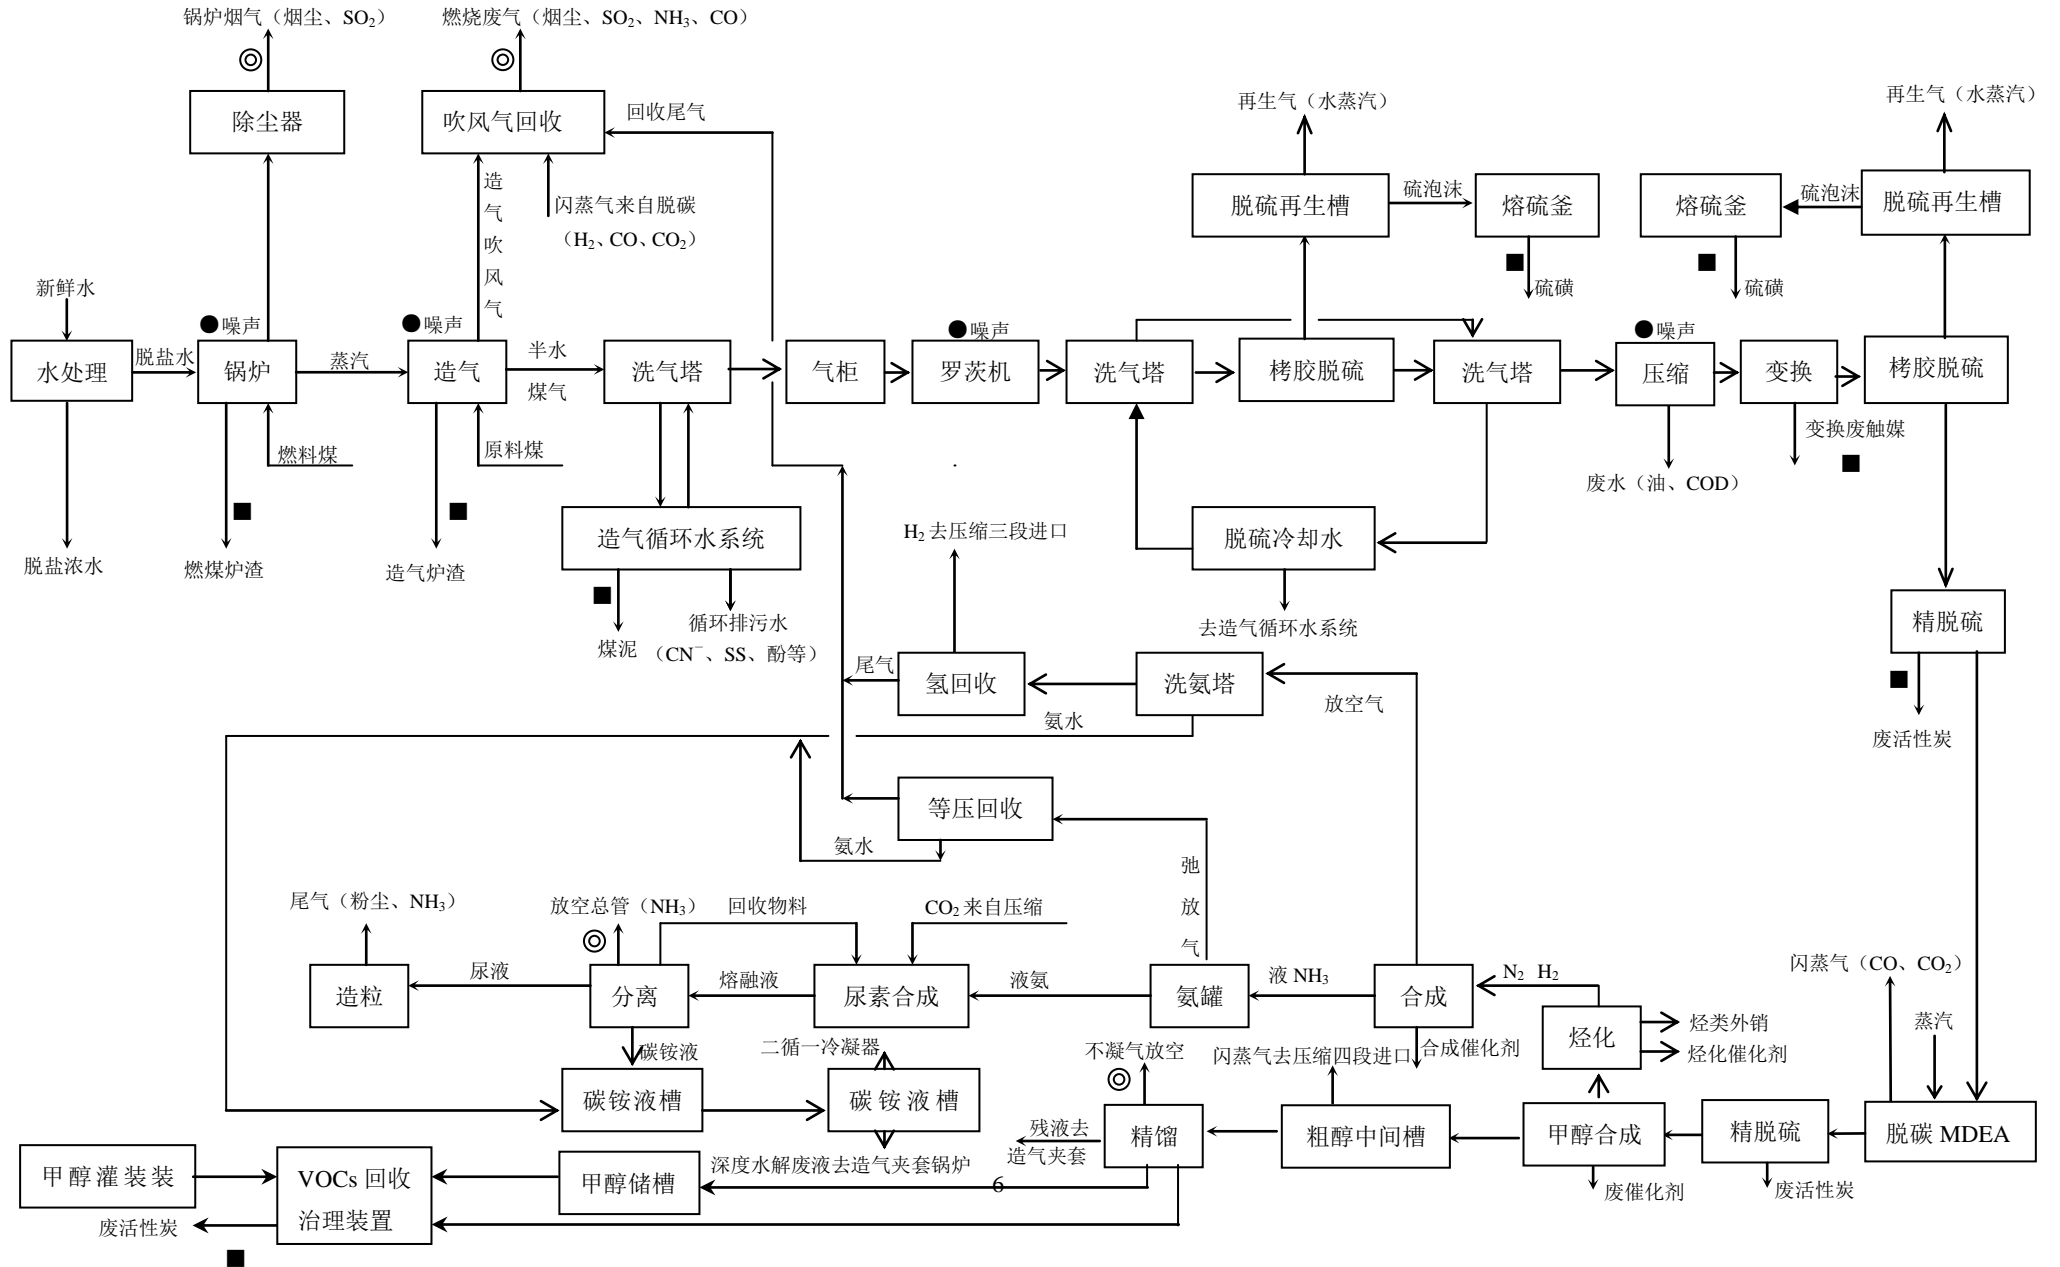 锅炉烟气（烟尘、SO₂）
燃烧废气（烟尘、SO₂、NH₃、CO）
再生气（水蒸汽）
再生气（水蒸汽）
除尘器
吹风气回收
回收尾气
造气吹风气
闪蒸气来自脱碳
（H₂、CO、CO₂）
脱硫再生槽
硫泡沫
熔硫釜
熔硫釜
硫泡沫
脱硫再生槽
硫磺
硫磺
新鲜水
噪声
噪声
噪声
噪声
水处理
脱盐水
锅炉
蒸汽
造气
半水
煤气
洗气塔
气柜
罗茨机
洗气塔
栲胶脱硫
洗气塔
压缩
变换
栲胶脱硫
燃料煤
原料煤
变换废触媒
废水（油、COD）
脱盐浓水
燃煤炉渣
造气炉渣
造气循环水系统
H₂去压缩三段进口
脱硫冷却水
煤泥
循环排污水
（CN⁻、SS、酚等）
去造气循环水系统
精脱硫
尾气
氢回收
洗氨塔
放空气
氨水
废活性炭
等压回收
氨水
弛放气
尾气（粉尘、NH₃）
放空总管（NH₃）
回收物料
CO₂来自压缩
造粒
尿液
分离
熔融液
尿素合成
液氨
氨罐
液 NH₃
合成
N₂ H₂
闪蒸气（CO、CO₂）
烃化
烃类外销
烃化催化剂
蒸汽
碳铵液
二循一冷凝器
不凝气放空
闪蒸气去压缩四段进口
合成催化剂
碳铵液槽
碳铵液槽
残液去
造气夹套
精馏
粗醇中间槽
甲醇合成
精脱硫
脱碳 MDEA
甲醇灌装装
VOCs 回收
治理装置
甲醇储槽
深度水解废液去造气夹套锅炉
6
废催化剂
废活性炭
废活性炭